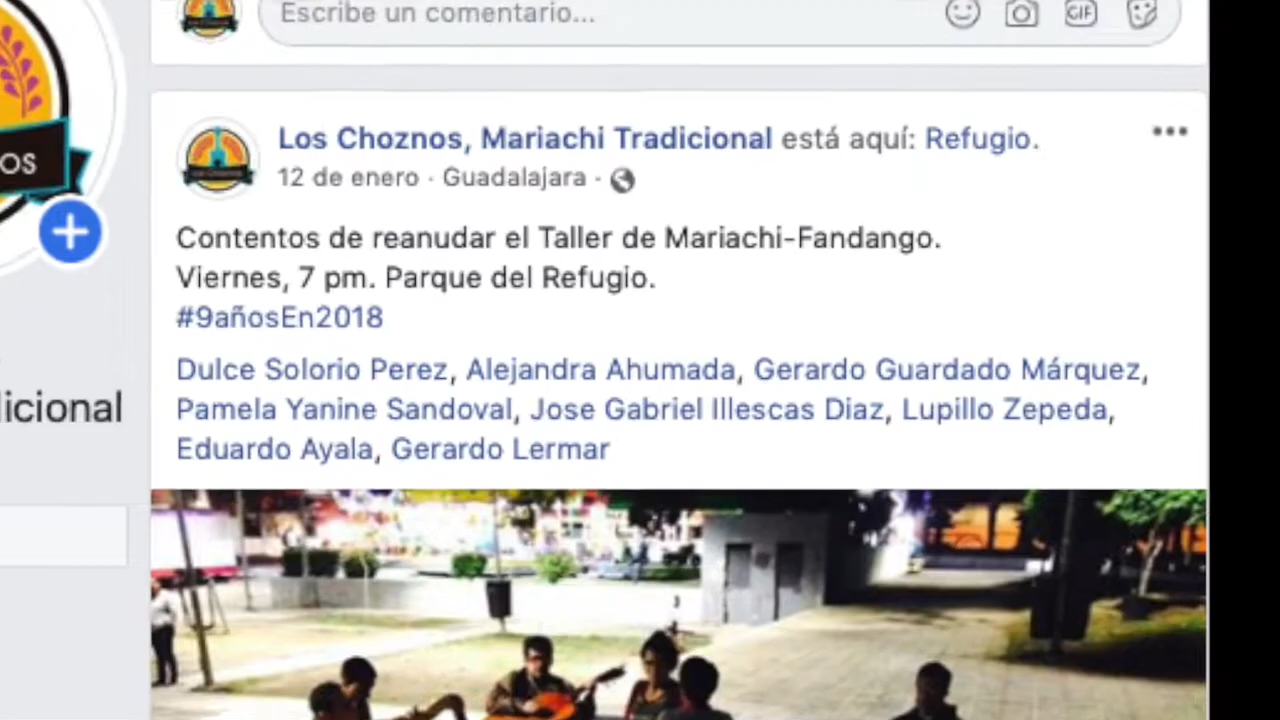 Escribe un comentario...
GIF
Los Choznos, Mariachi Tradicional está aquí: Refugio.
12 de enero · Guadalajara ·
OS
Contentos de reanudar el Taller de Mariachi-Fandango.
Viernes, 7 pm. Parque del Refugio.
#9añosEn2018
Dulce Solorio Perez, Alejandra Ahumada, Gerardo Guardado Márquez,
Pamela Yanine Sandoval, Jose Gabriel Illescas Diaz, Lupillo Zepeda,
Eduardo Ayala, Gerardo Lermar
licional